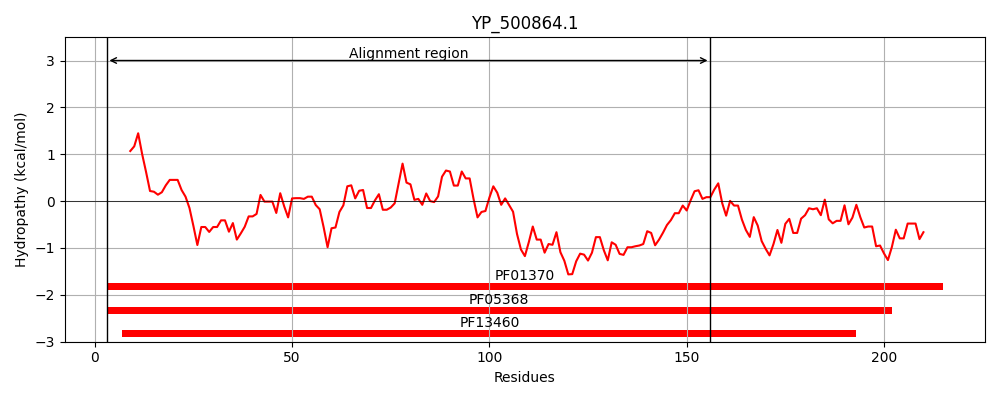 YP_500864.1
Alignment region
3
2
1
0
−1
−2
−3
Hydropathy (kcal/mol)
PF01370
PF05368
PF13460
0 50 100 150 200
Residues